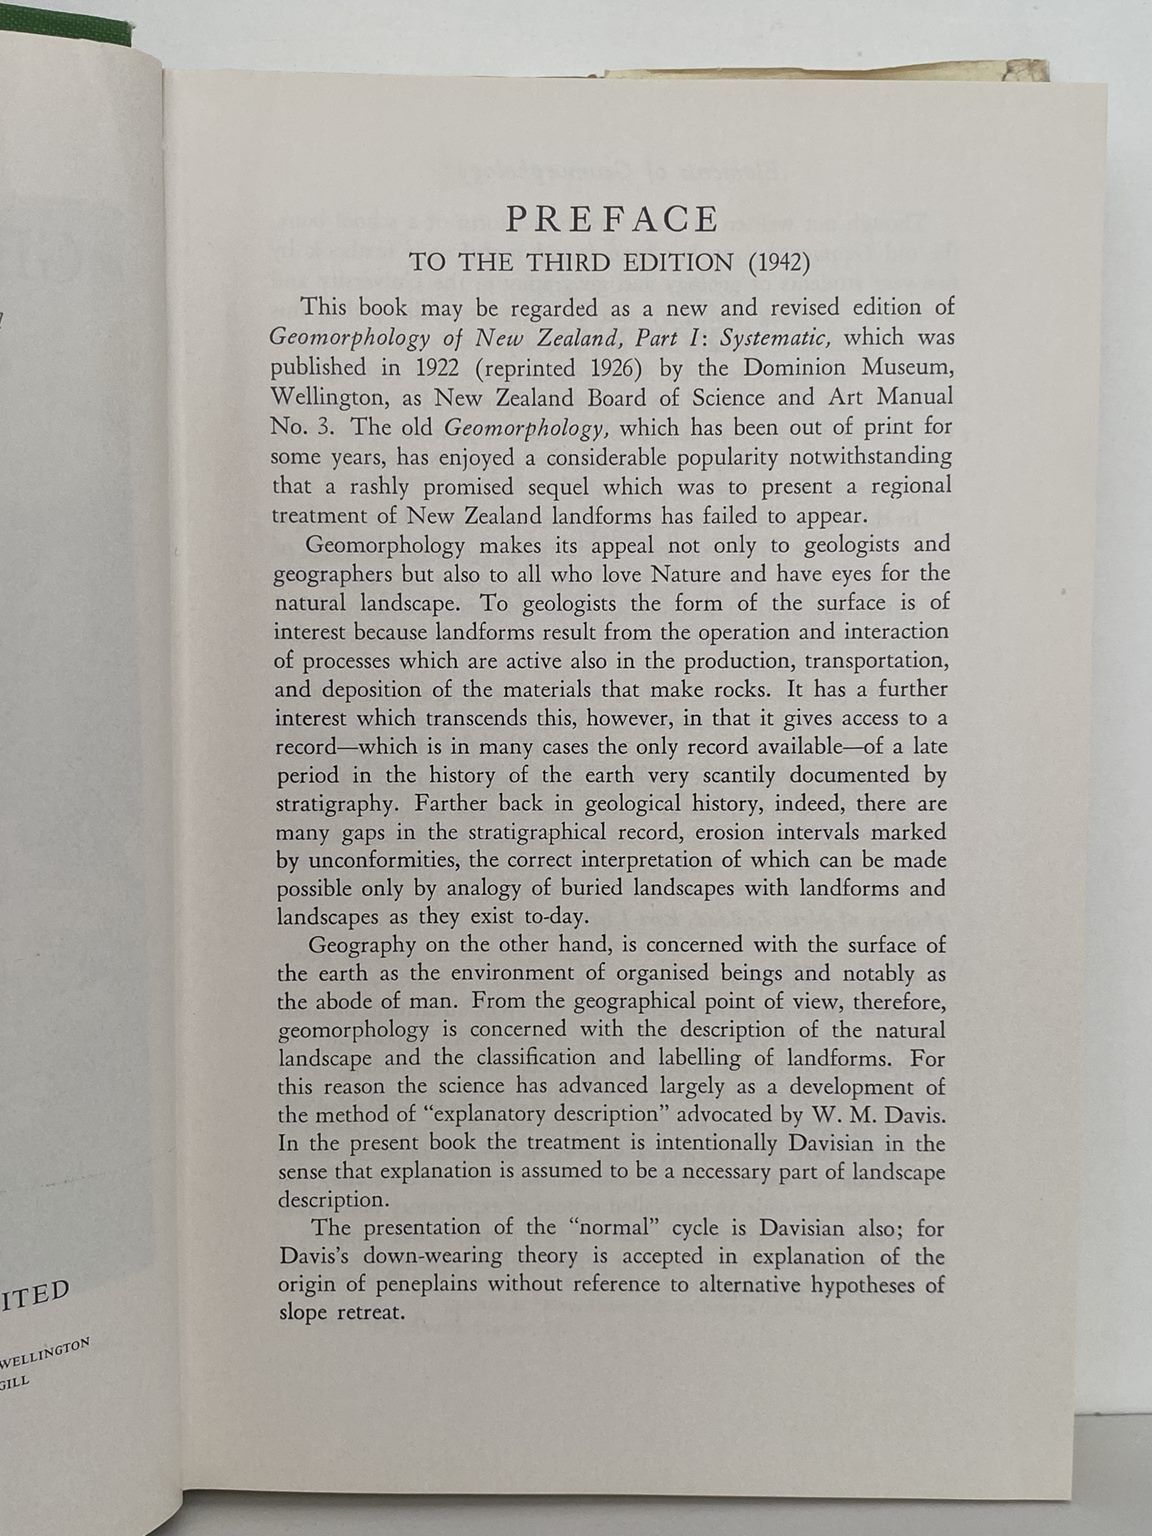 PREFACE
TO THE THIRD EDITION (1942)
This book may be regarded as a new and revised edition of
Geomorphology of New Zealand, Part I: Systematic, which was
published in 1922 (reprinted 1926) by the Dominion Museum,
Wellington, as New Zealand Board of Science and Art Manual
No. 3. The old Geomorphology, which has been out of print for
some years, has enjoyed a considerable popularity notwithstanding
that a rashly promised sequel which was to present a regional
treatment of New Zealand landforms has failed to appear.
Geomorphology makes its appeal not only to geologists and
geographers but also to all who love Nature and have eyes for the
natural landscape. To geologists the form of the surface is of
interest because landforms result from the operation and interaction
of processes which are active also in the production, transportation,
and deposition of the materials that make rocks. It has a further
interest which transcends this, however, in that it gives access to a
record—which is in many cases the only record available—of a late
period in the history of the earth very scantily documented by
stratigraphy. Farther back in geological history, indeed, there are
many gaps in the stratigraphical record, erosion intervals marked
by unconformities, the correct interpretation of which can be made
possible only by analogy of buried landscapes with landforms and
landscapes as they exist to-day.
Geography on the other hand, is concerned with the surface of
the earth as the environment of organised beings and notably as
the abode of man. From the geographical point of view, therefore,
geomorphology is concerned with the description of the natural
landscape and the classification and labelling of landforms. For
this reason the science has advanced largely as a development of
the method of “explanatory description” advocated by W. M. Davis.
In the present book the treatment is intentionally Davisian in the
sense that explanation is assumed to be a necessary part of landscape
description.
The presentation of the “normal” cycle is Davisian also; for
Davis’s down-wearing theory is accepted in explanation of the
origin of peneplains without reference to alternative hypotheses of
slope retreat.
ITED
WELLINGTON
GILL